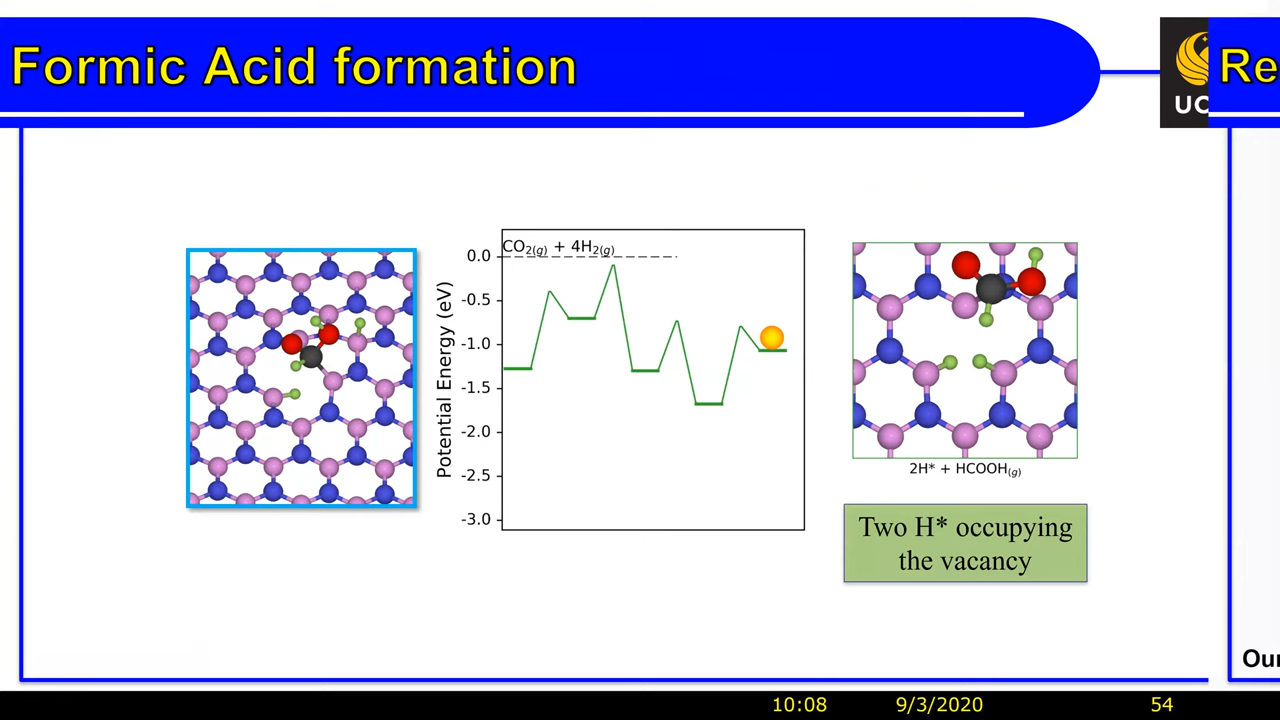 Formic Acid formation
UC
Re
CO2(g) + 4H2(g)
0.0
-0.5
-1.0
-1.5
-2.0
-2.5
-3.0
Potential Energy (eV)
2H* + HCOOH(g)
Two H* occupying
the vacancy
Our
10:08
9/3/2020
54